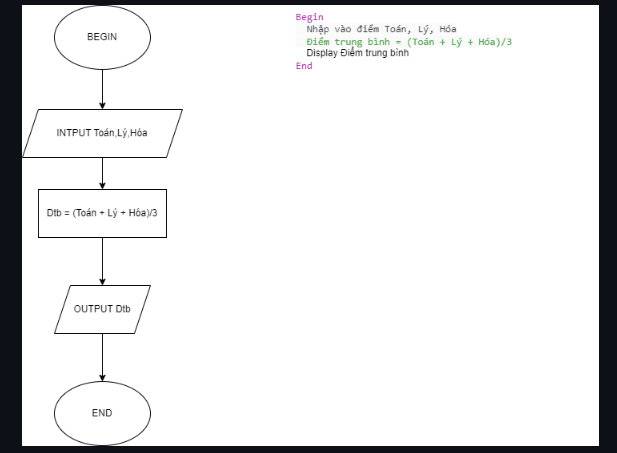 BEGIN
INTPUT Toán,Lý,Hóa
Dtb = (Toán + Lý + Hóa)/3
OUTPUT Dtb
END
Begin
Nhập vào điểm Toán, Lý, Hóa
Điểm trung bình = (Toán + Lý + Hóa)/3
Display Điểm trung bình
End